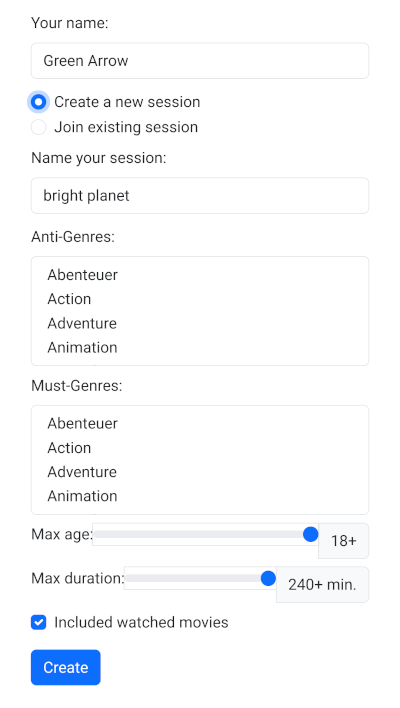 Your name:
Green Arrow
Create a new session
Join existing session
Name your session:
bright planet
Anti-Genres:
Abenteuer
Action
Adventure
Animation
Must-Genres:
Abenteuer
Action
Adventure
Animation
Max age: 18+
Max duration: 240+ min.
Included watched movies
Create